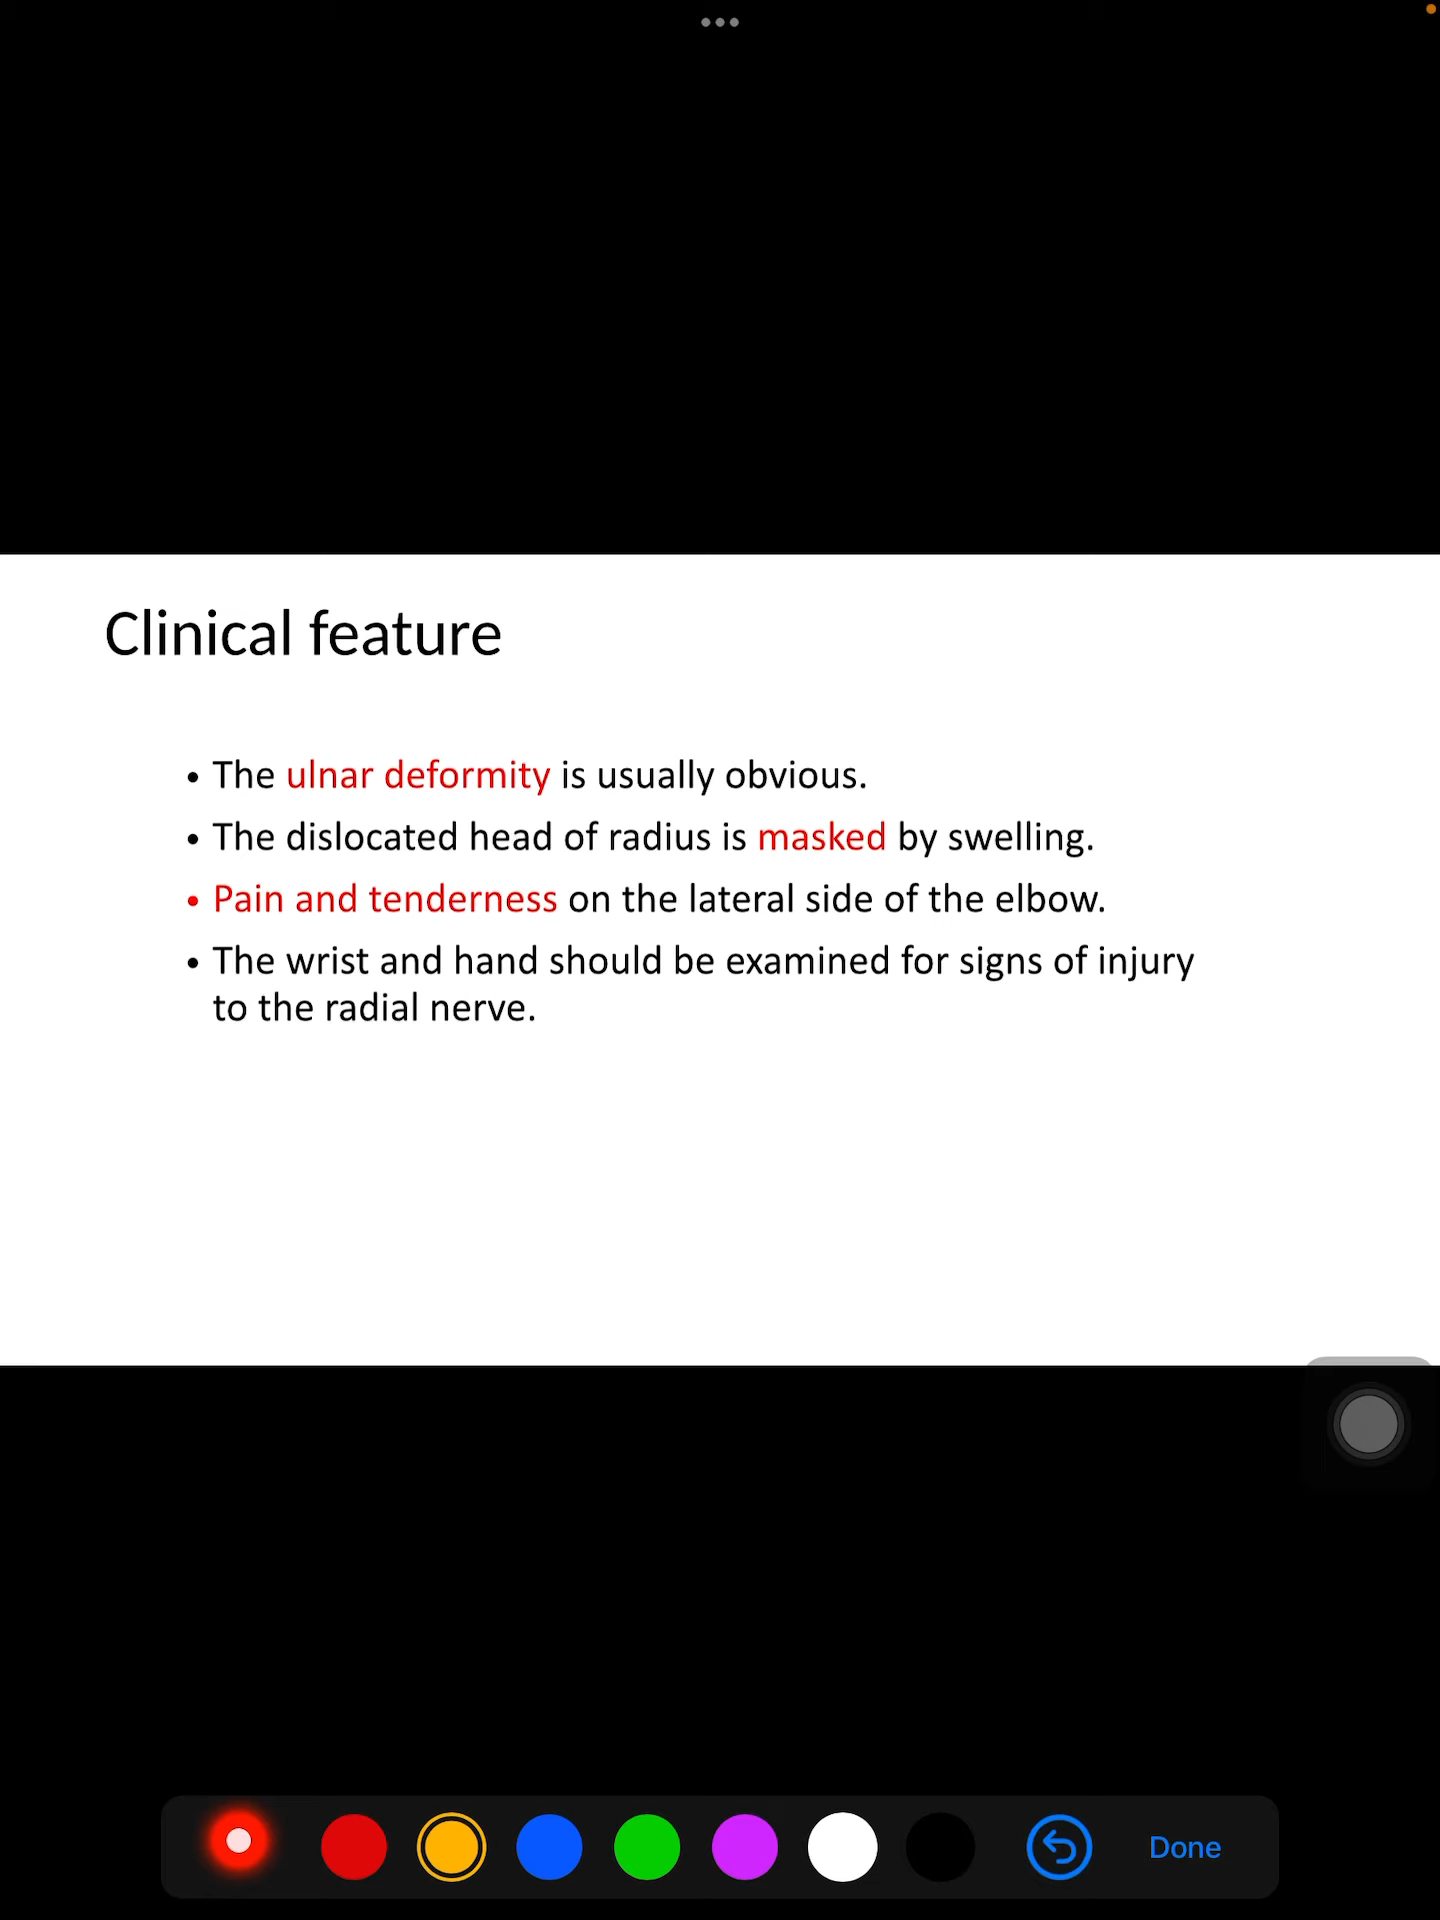 Clinical feature
• The ulnar deformity is usually obvious.
• The dislocated head of radius is masked by swelling.
• Pain and tenderness on the lateral side of the elbow.
• The wrist and hand should be examined for signs of injury
to the radial nerve.
Done